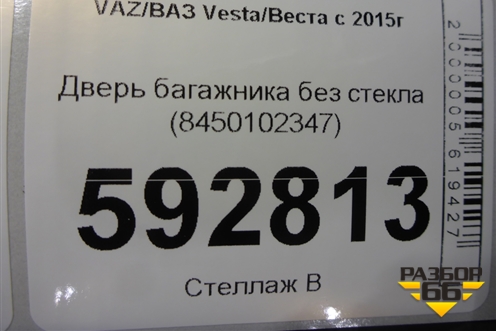 VAZ/ВАЗ Vesta/Веста с 2015г
Дверь багажника без стекла
(8450102347)
592813
Стеллаж В
2000005619427
РАЗБОР
66